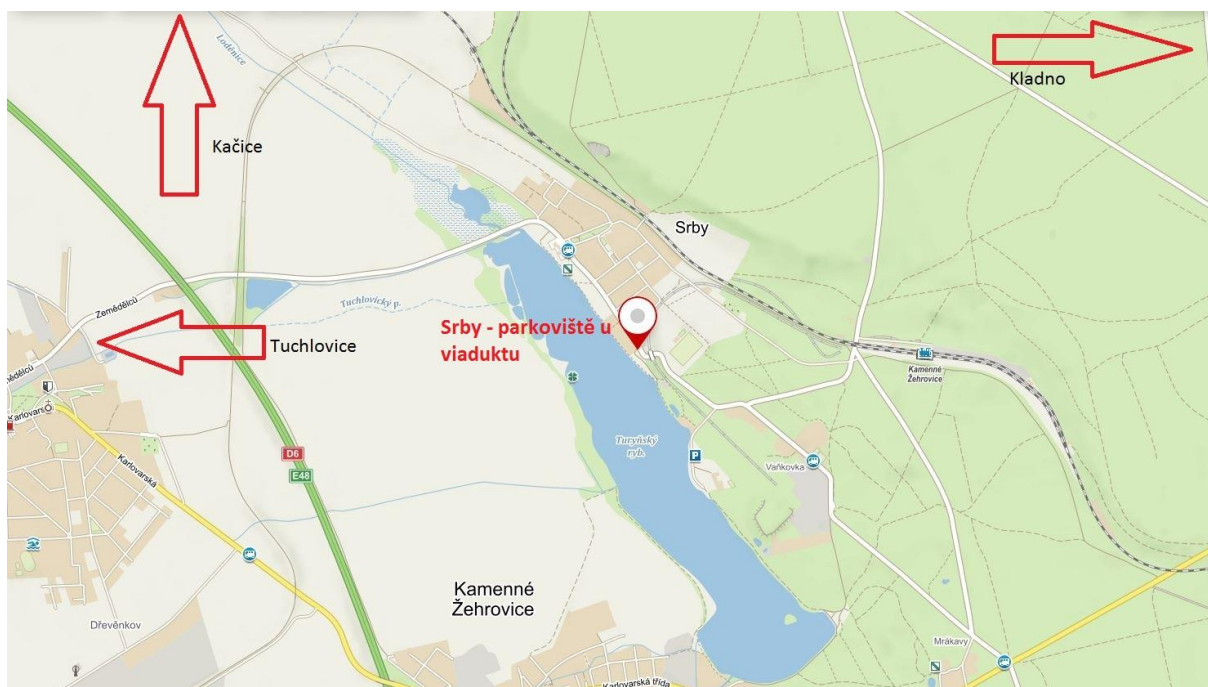 Loděnice
Kačice
Kladno
Srby
Zemědělců
Tuchlovický p.
Srby - parkoviště u
viaduktu
Tuchlovice
Kamenné
Žehrovice
Karlovarská
Turyňský
ryb.
P
D6
E48
Vaňkovka
Kamenné
Žehrovice
Dřevěnkov
Mrákavy
Karlovarská třída